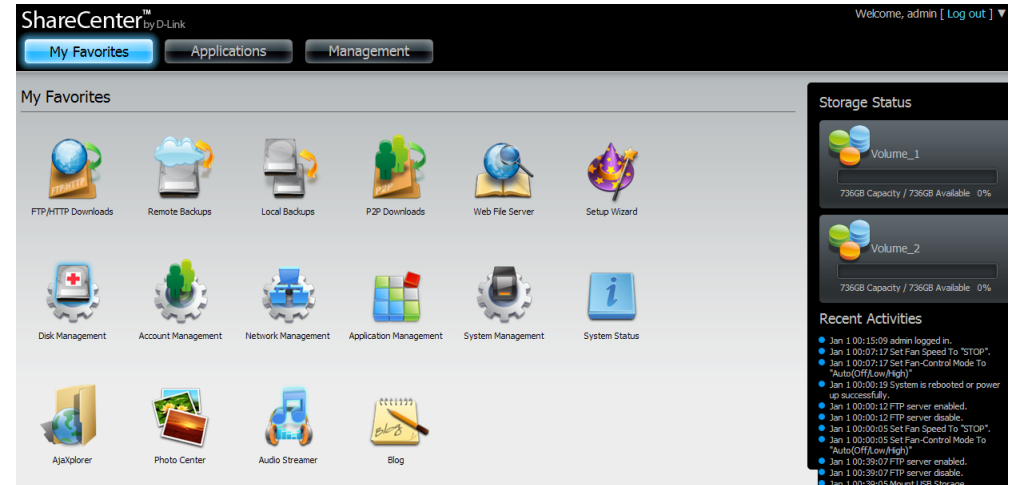 ShareCenter™ by D-Link
Welcome, admin [ Log out ] ▼
My Favorites Applications Management
My Favorites
FTP/HTTP
P2P
FTP/HTTP Downloads Remote Backups Local Backups P2P Downloads Web File Server Setup Wizard
i
Disk Management Account Management Network Management Application Management System Management System Status
Blog
AjaXplorer Photo Center Audio Streamer Blog
Storage Status
Volume_1
736GB Capacity / 736GB Available 0%
Volume_2
736GB Capacity / 736GB Available 0%
Recent Activities
Jan 1 00:15:09 admin logged in.
Jan 1 00:07:17 Set Fan Speed To "STOP".
Jan 1 00:07:17 Set Fan-Control Mode To
"Auto(Off/Low/High)"
Jan 1 00:00:19 System is rebooted or power
up successfully.
Jan 1 00:00:12 FTP server enabled.
Jan 1 00:00:12 FTP server disable.
Jan 1 00:00:05 Set Fan Speed To "STOP".
Jan 1 00:00:05 Set Fan-Control Mode To
"Auto(Off/Low/High)"
Jan 1 00:39:07 FTP server enabled.
Jan 1 00:39:07 FTP server disable.
Jan 1 00:39:05 Mount USB Storage